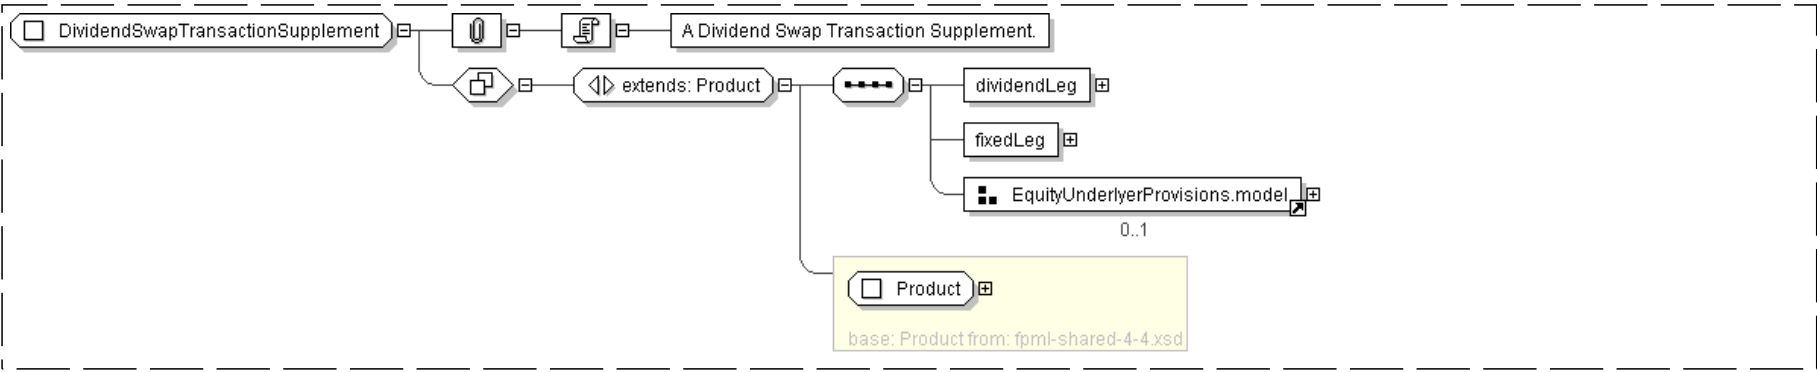 DividendSwapTransactionSupplement
A Dividend Swap Transaction Supplement.
extends: Product
dividendLeg
fixedLeg
EquityUnderlyerProvisions.model
0..1
Product
base: Product from: fpml-shared-4-4.xsd